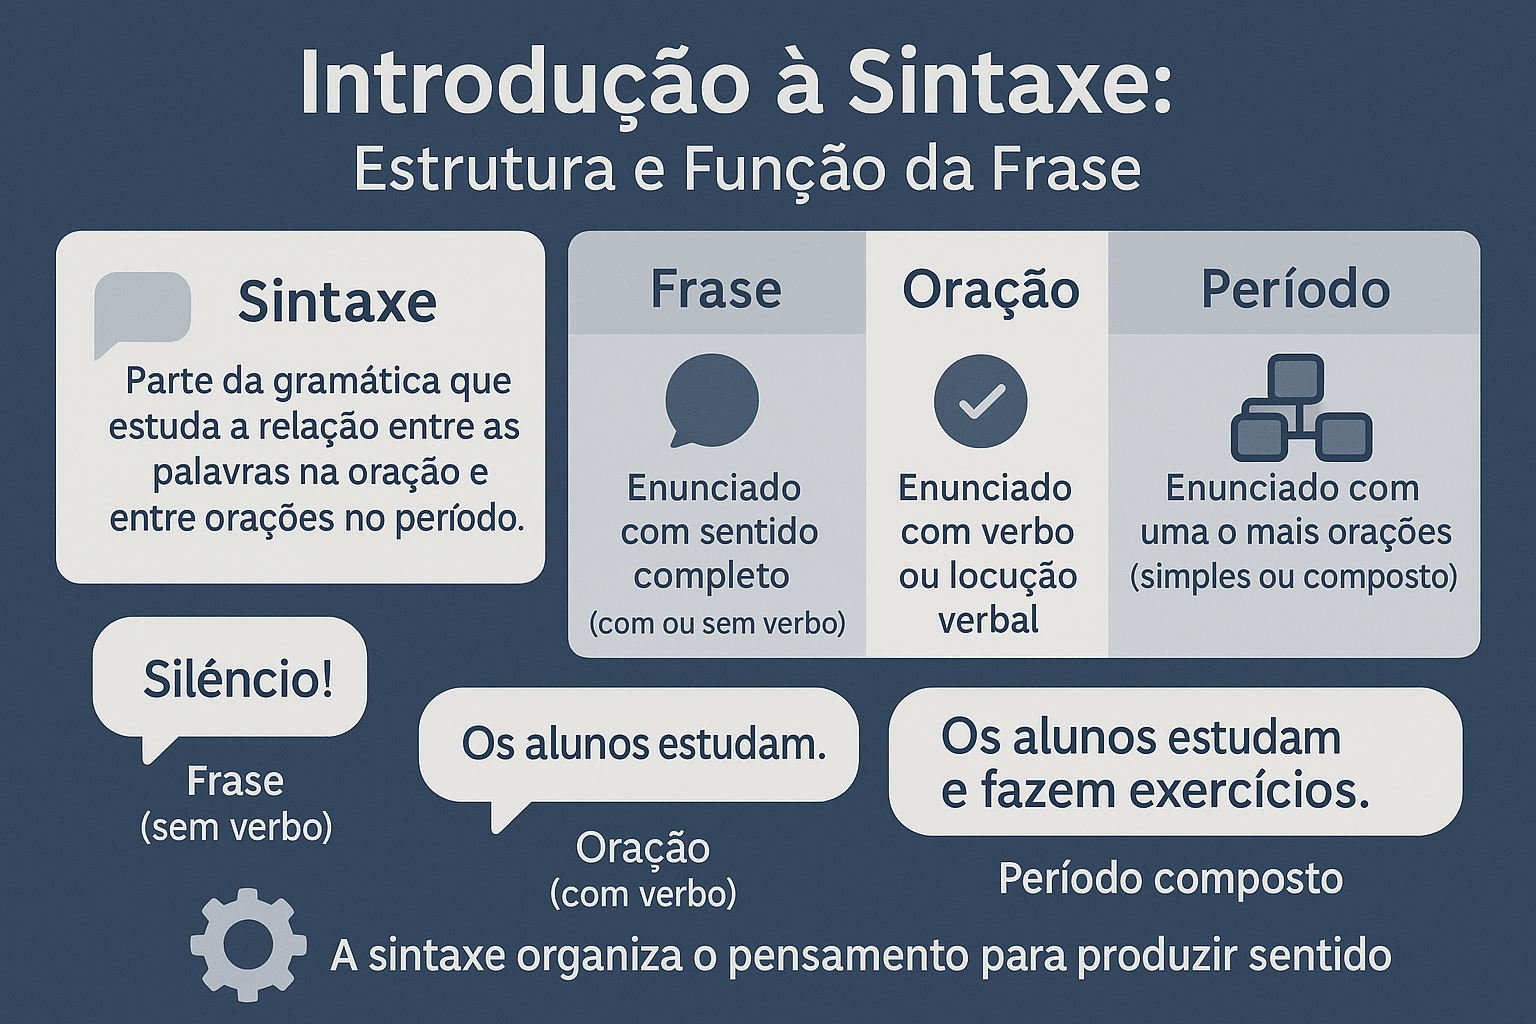 Introdução à Sintaxe:
Estrutura e Função da Frase
Sintaxe
Parte da gramática que
estuda a relação entre as
palavras na oração e
entre orações no período.
Frase
Enunciado
com sentido
completo
(com ou sem verbo)
Oração
Enunciado
com verbo
ou locução
verbal
Período
Enunciado com
uma o mais orações
(simples ou composto)
Siléncio!
Frase
(sem verbo)
Os alunos estudam.
Oração
(com verbo)
Os alunos estudam
e fazem exercícios.
Período composto
A sintaxe organiza o pensamento para produzir sentido